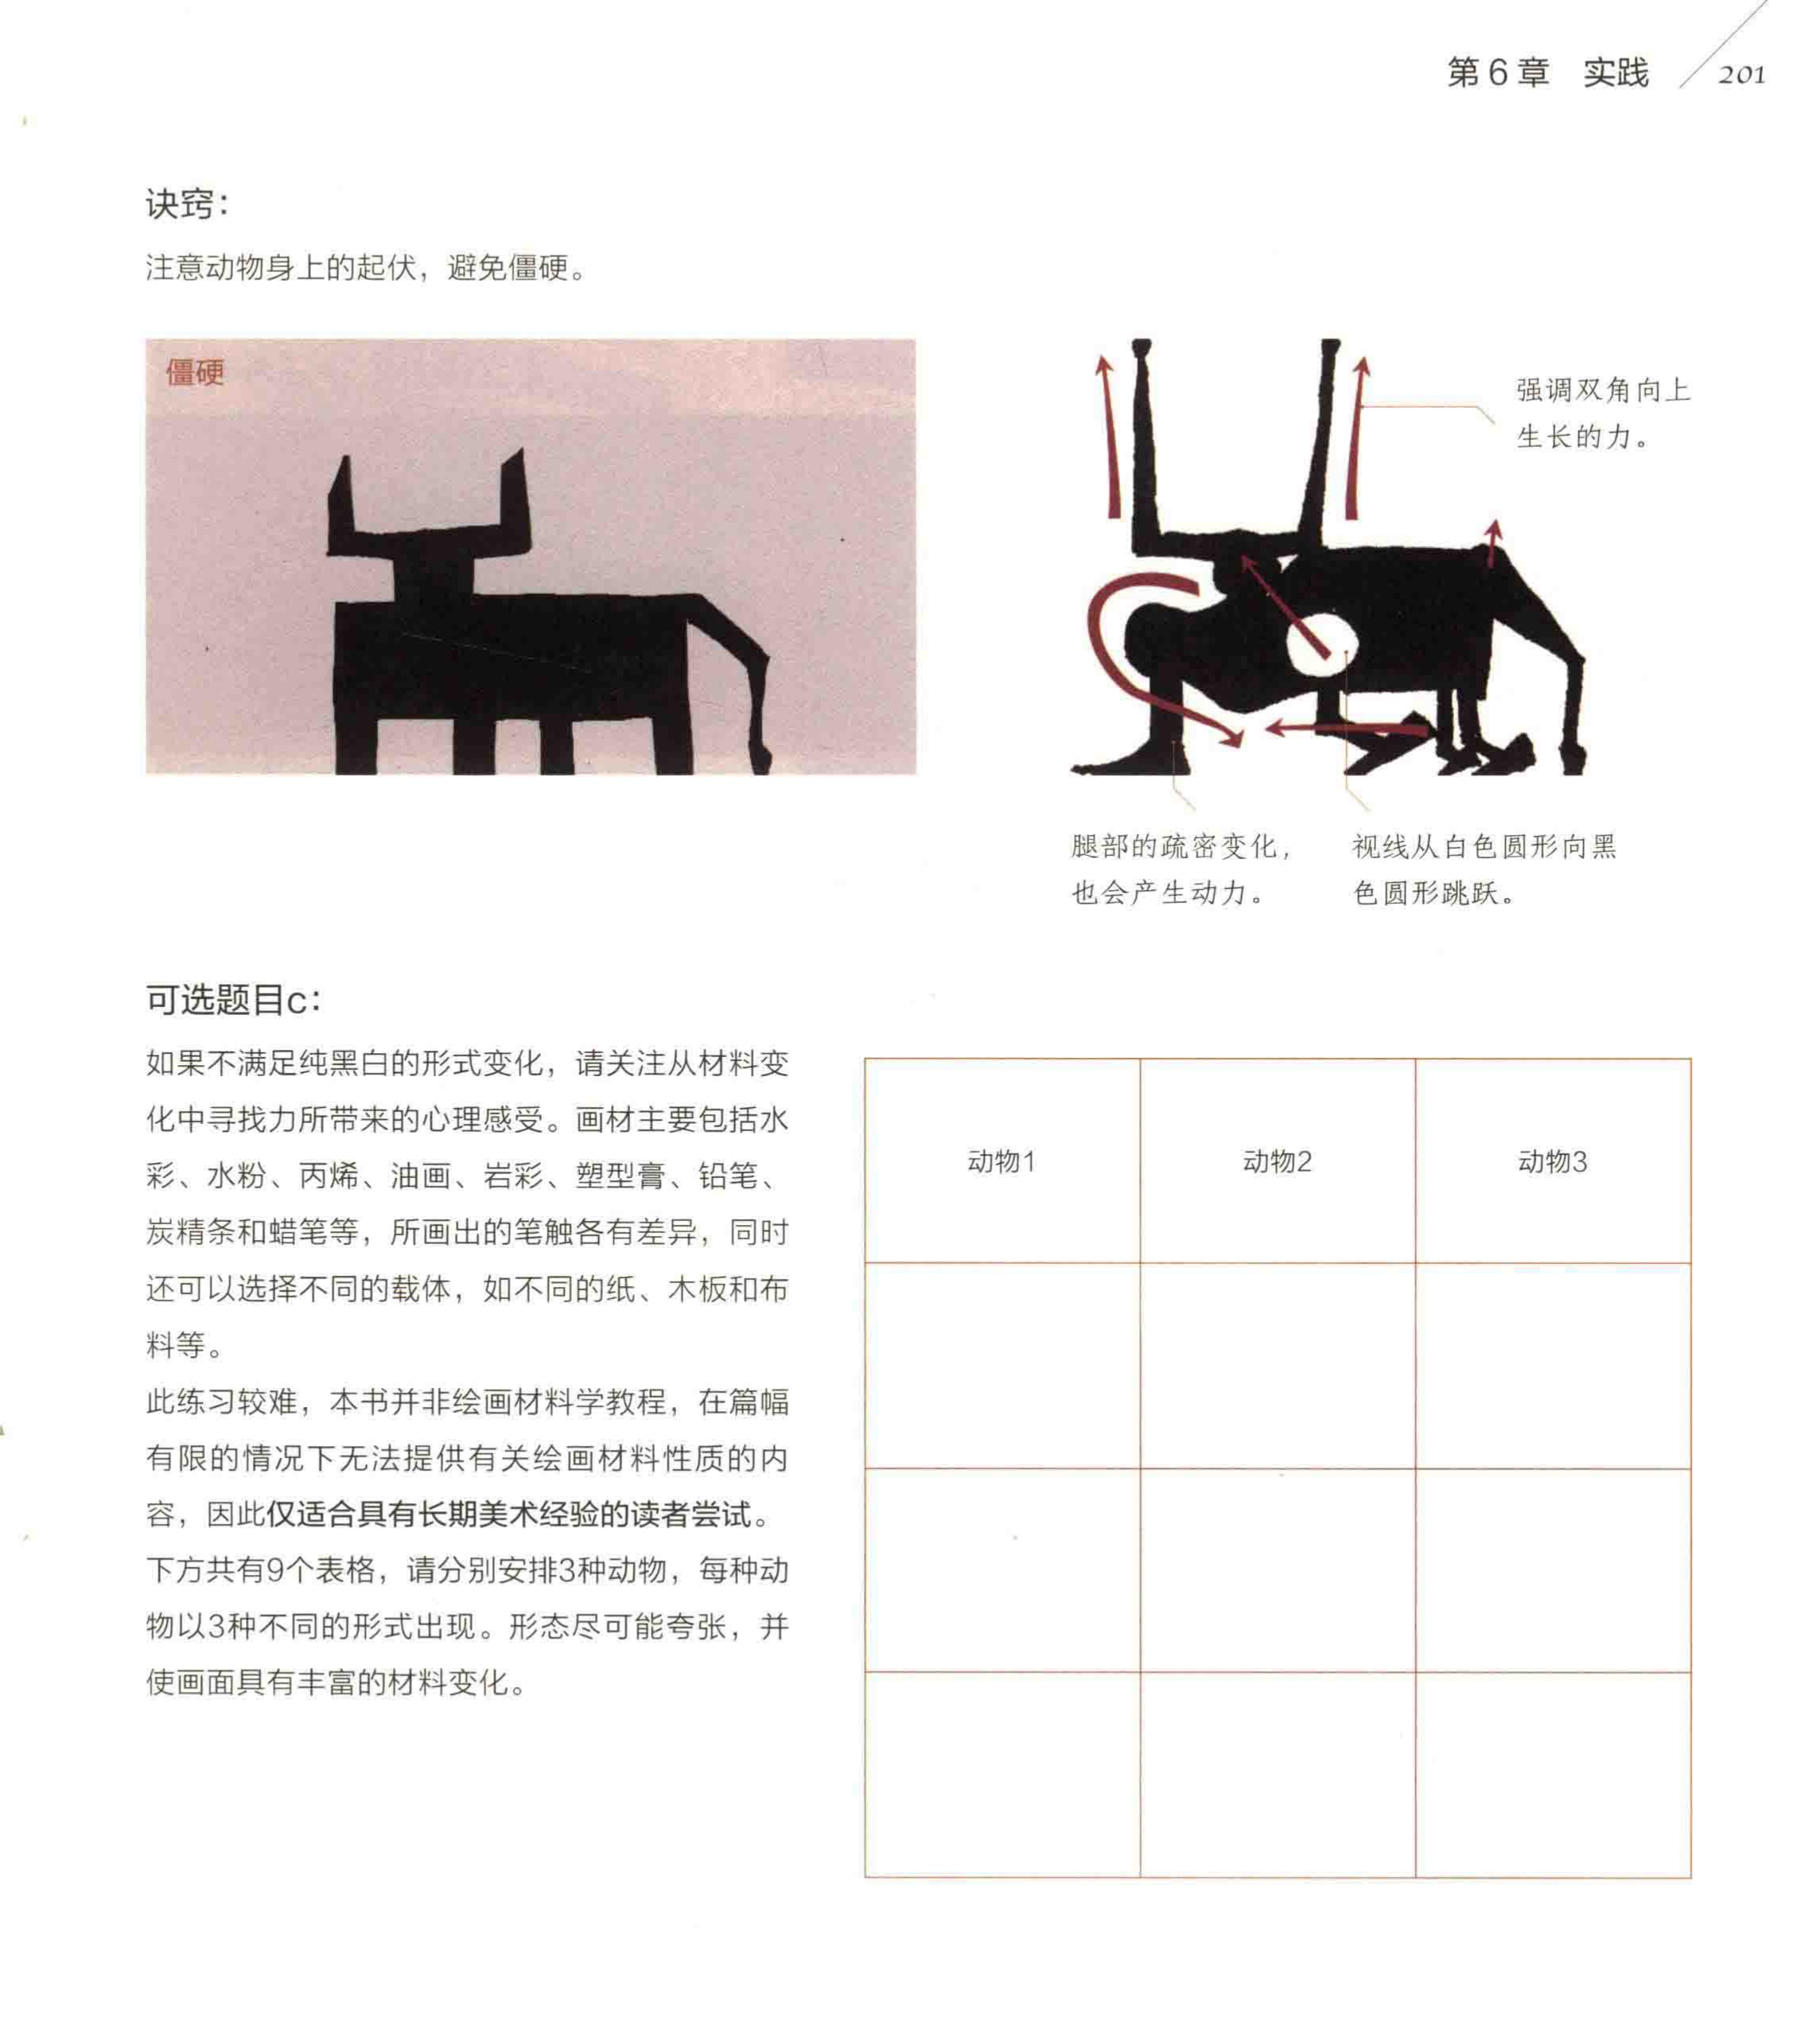 第6章 实践 201
诀窍：
注意动物身上的起伏，避免僵硬。
僵硬
强调双角向上
生长的力。
腿部的疏密变化，
也会产生动力。
视线从白色圆形向黑
色圆形跳跃。
可选题目c：
如果不满足纯黑白的形式变化，请关注从材料变
化中寻找力所带来的心理感受。画材主要包括水
彩、水粉、丙烯、油画、岩彩、塑型膏、铅笔、
炭精条和蜡笔等，所画出的笔触各有差异，同时
还可以选择不同的载体，如不同的纸、木板和布
料等。
此练习较难，本书并非绘画材料学教程，在篇幅
有限的情况下无法提供有关绘画材料性质的内
容，因此仅适合具有长期美术经验的读者尝试。
下方共有9个表格，请分别安排3种动物，每种动
物以3种不同的形式出现。形态尽可能夸张，并
使画面具有丰富的材料变化。
动物1 动物2 动物3